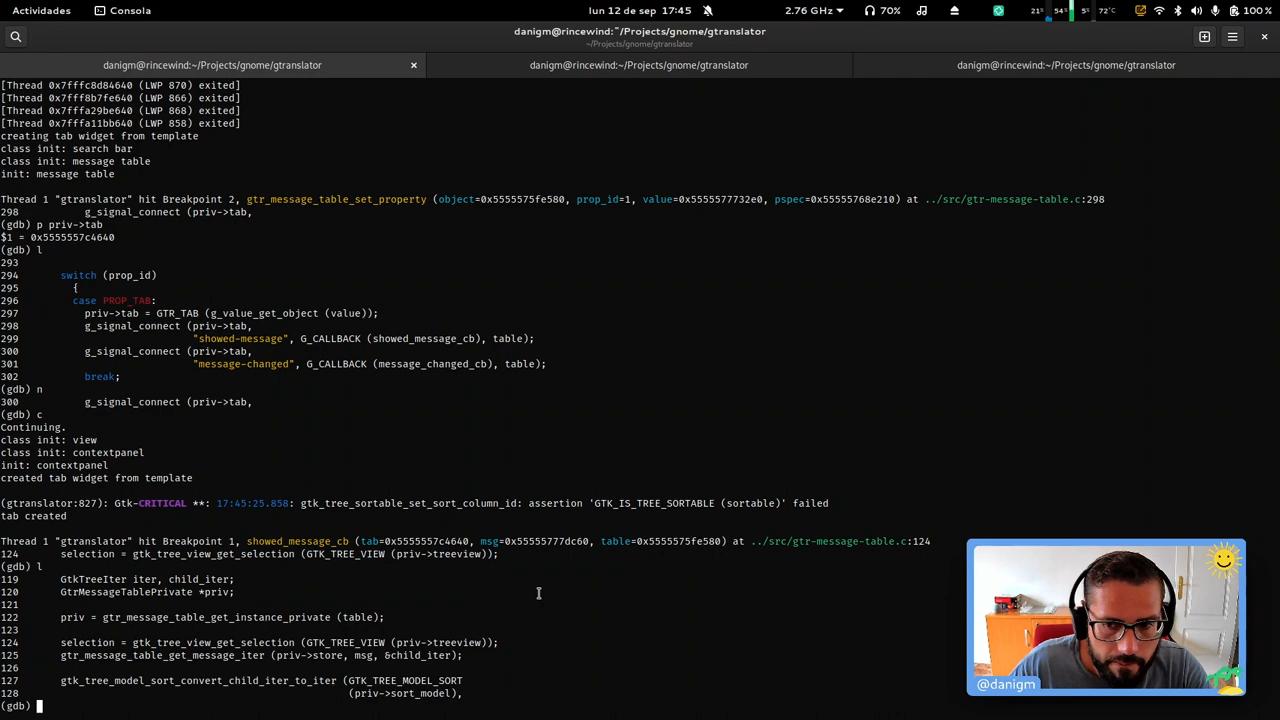 Actividades
Consola
lun 12 de sep 17:45
2.76 GHz
70%
21%
54%
5%
72°C
100 %
danigm@rincewind:~/Projects/gnome/gtranslator
~/Projects/gnome/gtranslator
danigm@rincewind:~/Projects/gnome/gtranslator
danigm@rincewind:~/Projects/gnome/gtranslator
danigm@rincewind:~/Projects/gnome/gtranslator
[Thread 0x7fffc8d84640 (LWP 870) exited]
[Thread 0x7fff8b7fe640 (LWP 866) exited]
[Thread 0x7fffa29be640 (LWP 868) exited]
[Thread 0x7fffa11bb640 (LWP 858) exited]
creating tab widget from template
class init: search bar
class init: message table
init: message table
Thread 1 "gtranslator" hit Breakpoint 2, gtr_message_table_set_property (object=0x5555575fe580, prop_id=1, value=0x5555577732e0, pspec=0x55555768e210) at ../src/gtr-message-table.c:298
298 g_signal_connect (priv->tab,
(gdb) p priv->tab
$1 = 0x5555557c4640
(gdb) l
293
294 switch (prop_id)
295 {
296 case PROP_TAB:
297 priv->tab = GTR_TAB (g_value_get_object (value));
298 g_signal_connect (priv->tab,
299 "showed-message", G_CALLBACK (showed_message_cb), table);
300 g_signal_connect (priv->tab,
301 "message-changed", G_CALLBACK (message_changed_cb), table);
302 break;
(gdb) n
300 g_signal_connect (priv->tab,
(gdb) c
Continuing.
class init: view
class init: contextpanel
init: contextpanel
created tab widget from template
(gtranslator:827): Gtk-CRITICAL **: 17:45:25.858: gtk_tree_sortable_set_sort_column_id: assertion 'GTK_IS_TREE_SORTABLE (sortable)' failed
tab created
Thread 1 "gtranslator" hit Breakpoint 1, showed_message_cb (tab=0x5555557c4640, msg=0x55555777dc60, table=0x5555575fe580) at ../src/gtr-message-table.c:124
124 selection = gtk_tree_view_get_selection (GTK_TREE_VIEW (priv->treeview));
(gdb) l
119 GtkTreeIter iter, child_iter;
120 GtrMessageTablePrivate *priv;
121
122 priv = gtr_message_table_get_instance_private (table);
123
124 selection = gtk_tree_view_get_selection (GTK_TREE_VIEW (priv->treeview));
125 gtr_message_table_get_message_iter (priv->store, msg, &child_iter);
126
127 gtk_tree_model_sort_convert_child_iter_to_iter (GTK_TREE_MODEL_SORT
128 (priv->sort_model),
(gdb)
@danigm